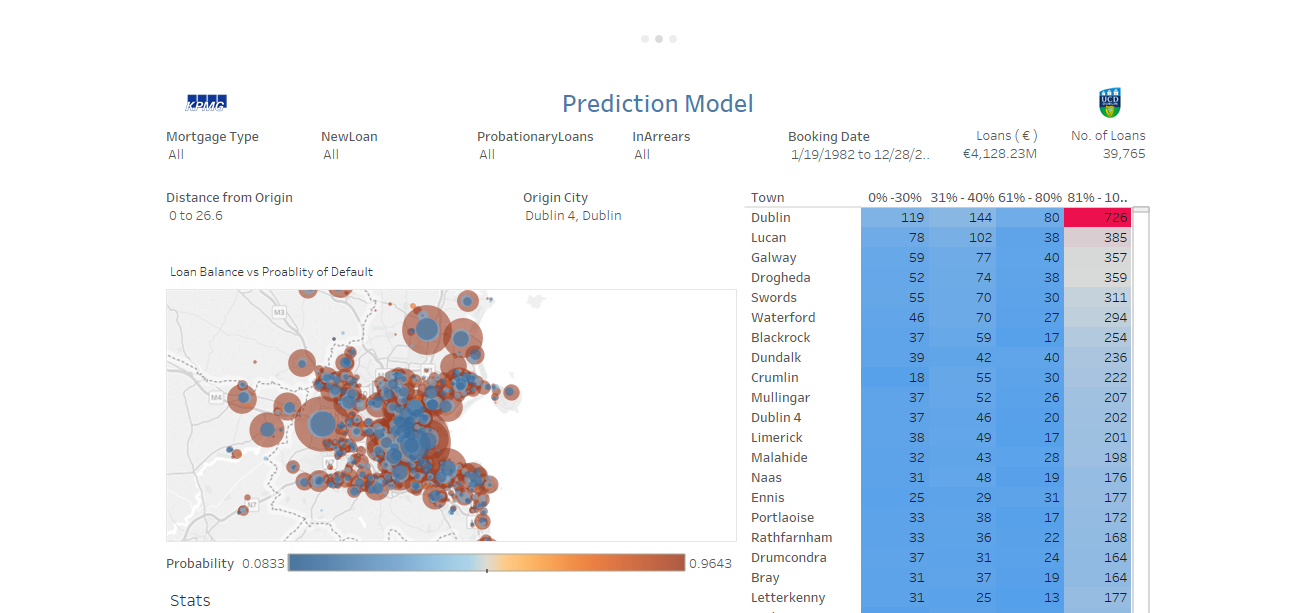 KPMG
Prediction Model
UCD
DUBLIN
Mortgage Type NewLoan ProbationaryLoans InArrears Booking Date Loans ( € ) No. of Loans
All All All All 1/19/1982 to 12/28/2.. €4,128.23M 39,765
Distance from Origin Origin City
0 to 26.6 Dublin 4, Dublin
Loan Balance vs Proablity of Default
M3
M4
N7
Probability 0.0833 0.9643
Stats
Town 0% -30% 31% - 40% 61% - 80% 81% - 10..
Dublin 119 144 80 726
Lucan 78 102 38 385
Galway 59 77 40 357
Drogheda 52 74 38 359
Swords 55 70 30 311
Waterford 46 70 27 294
Blackrock 37 59 17 254
Dundalk 39 42 40 236
Crumlin 18 55 30 222
Mullingar 37 52 26 207
Dublin 4 37 46 20 202
Limerick 38 49 17 201
Malahide 32 43 28 198
Naas 31 48 19 176
Ennis 25 29 31 177
Portlaoise 33 38 17 172
Rathfarnham 33 36 22 168
Drumcondra 37 31 24 164
Bray 31 37 19 164
Letterkenny 31 25 13 177